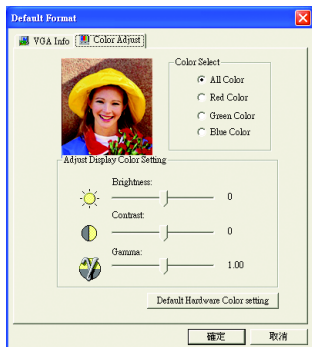 Default Format
VGA Info
Color Adjust
Color Select
All Color
Red Color
Green Color
Blue Color
Adjust Display Color Setting
Brightness:
0
Contrast:
0
Gamma:
1.00
Default Hardware Color setting
確定
取消